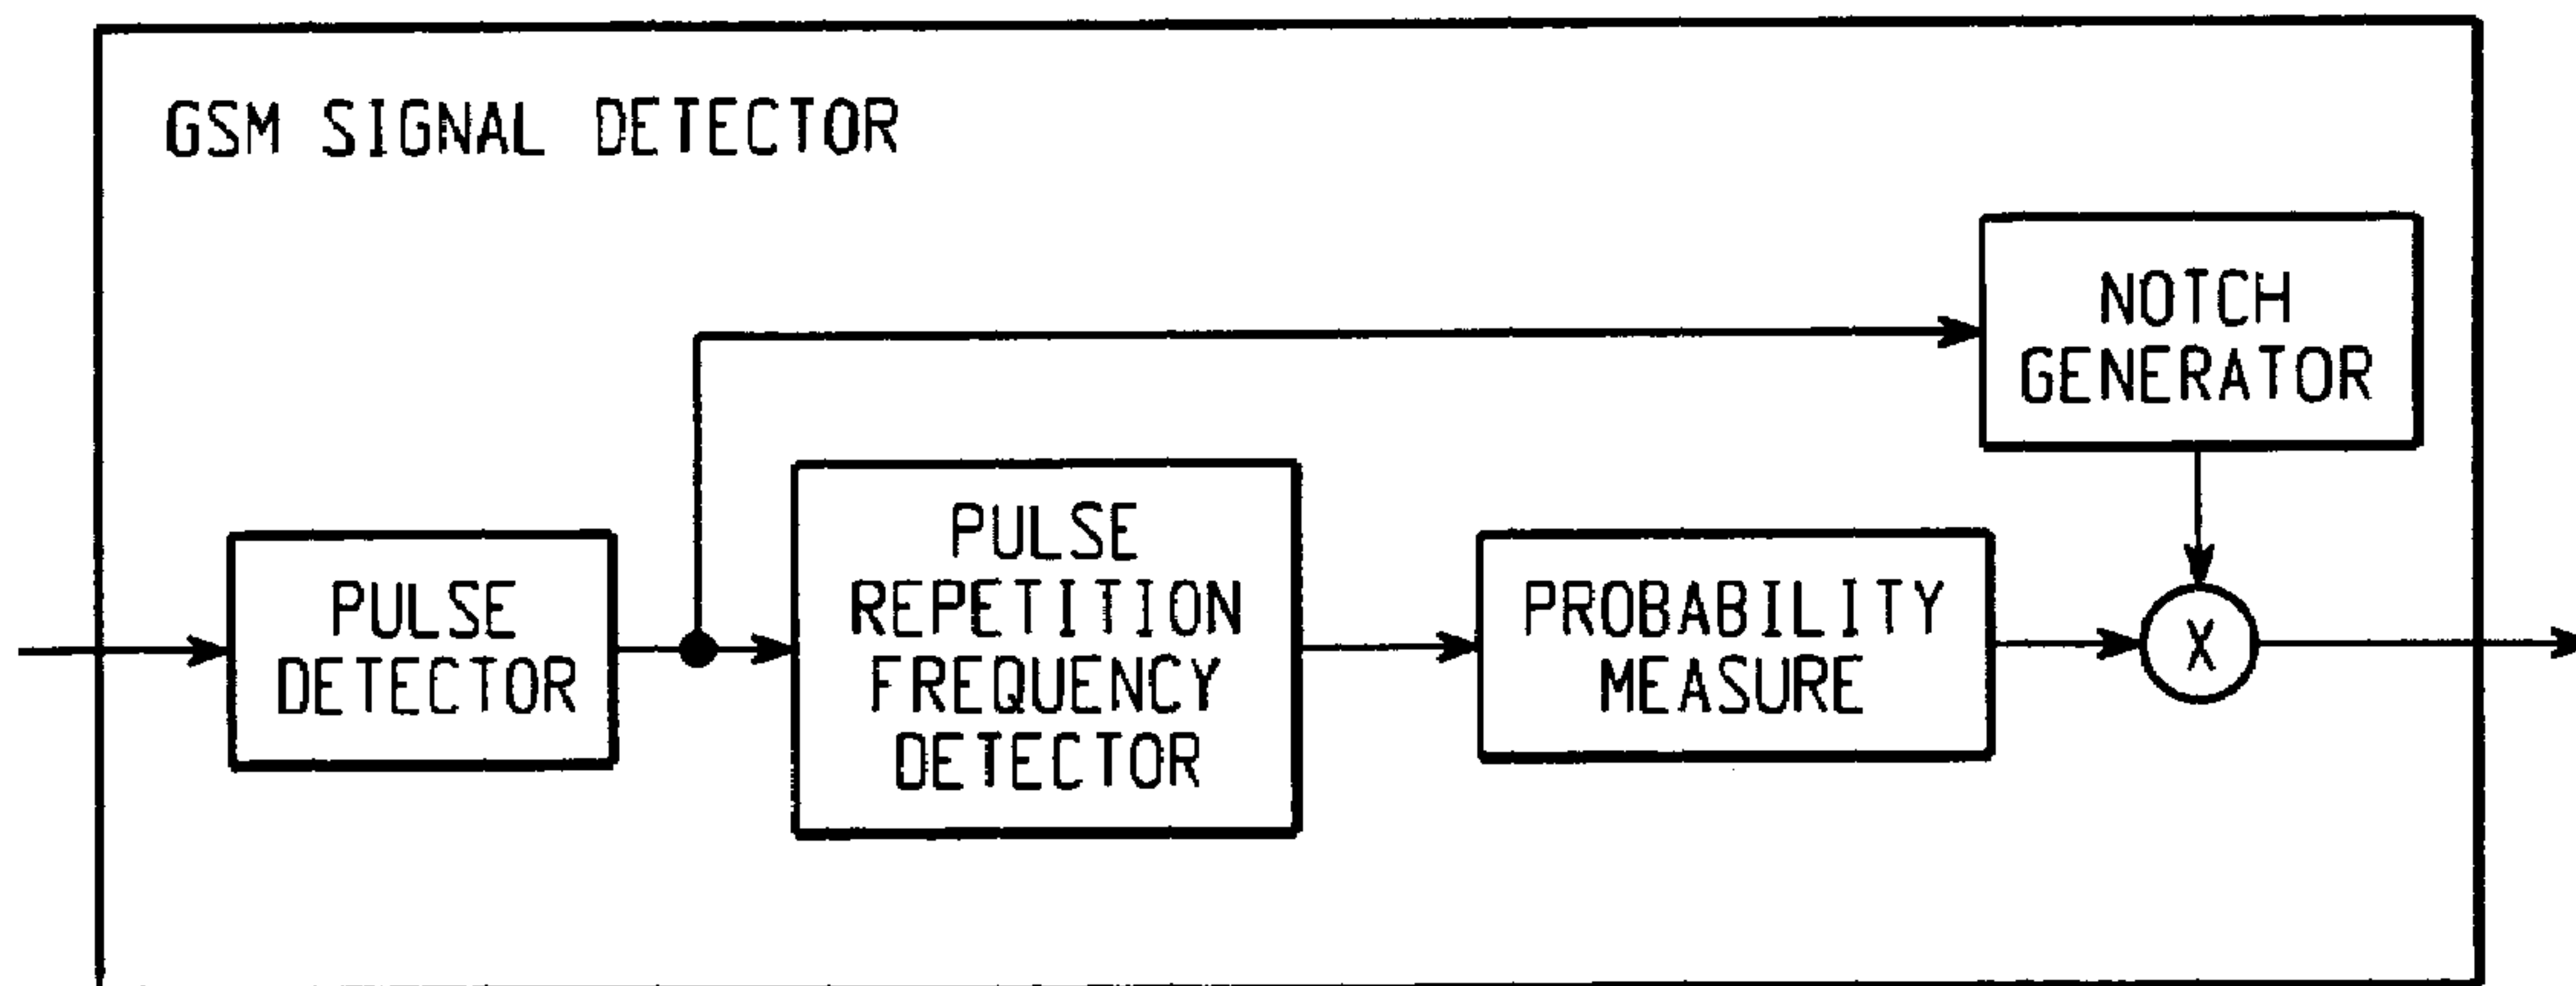 GSM SIGNAL DETECTOR
NOTCH
GENERATOR
PULSE
DETECTOR
PULSE
REPETITION
FREQUENCY
DETECTOR
PROBABILITY
MEASURE
X